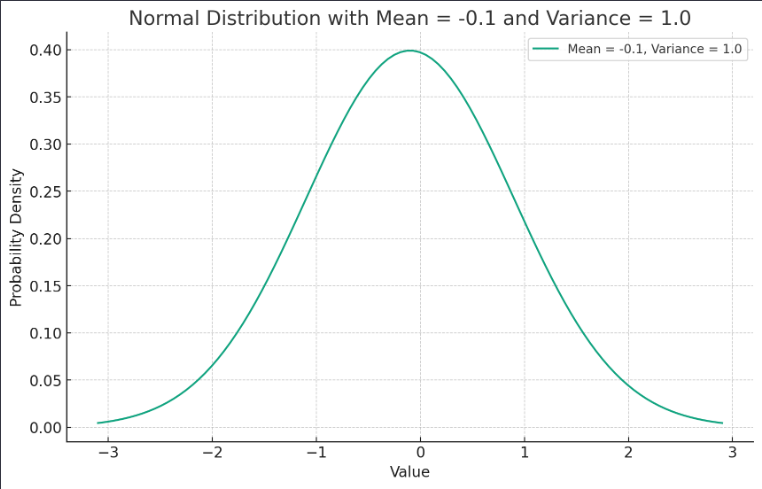 Normal Distribution with Mean = -0.1 and Variance = 1.0
Mean = -0.1, Variance = 1.0
Probability Density
0.40
0.35
0.30
0.25
0.20
0.15
0.10
0.05
0.00
−3 −2 −1 0 1 2 3
Value